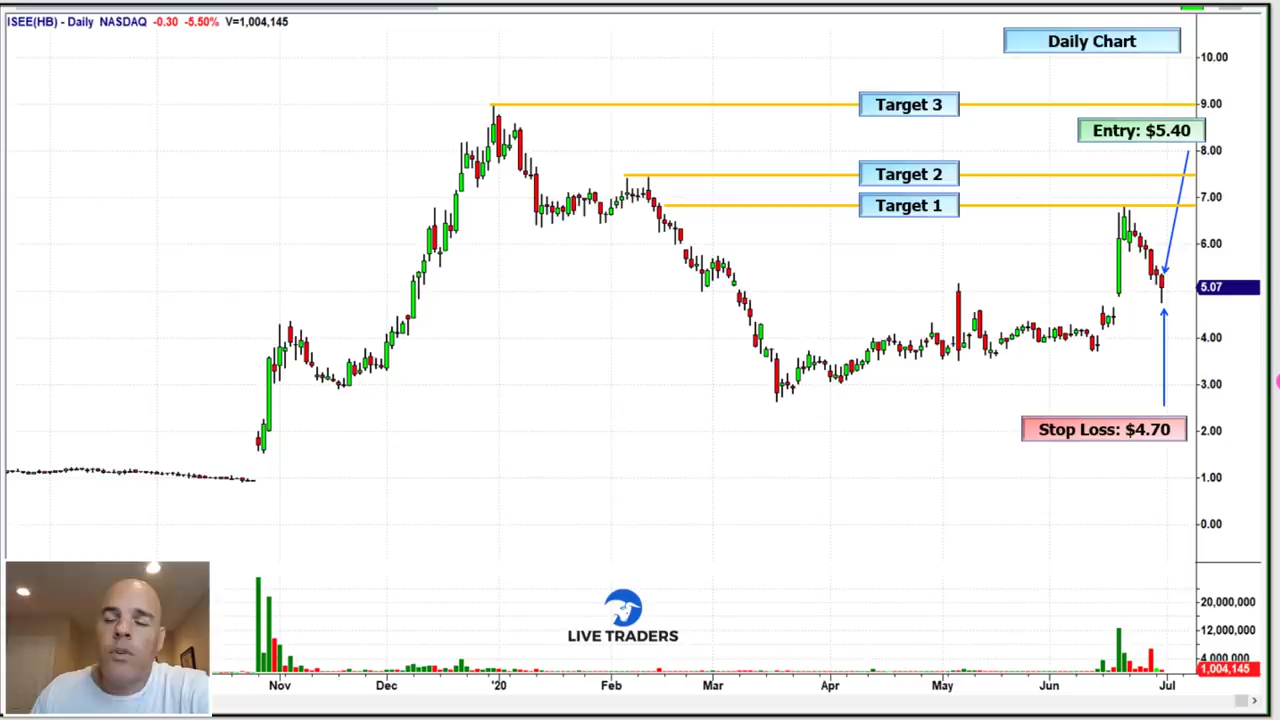 ISEE(HB) - Daily NASDAQ -0.30 -5.50% V=1,004,145
Daily Chart
10.00
Target 3
9.00
Entry: $5.40
8.00
Target 2
7.00
Target 1
6.00
5.07
4.00
3.00
Stop Loss: $4.70
2.00
1.00
0.00
20,000,000
12,000,000
4,000,000
1,004,145
LIVE TRADERS
Nov Dec '20 Feb Mar Apr May Jun Jul